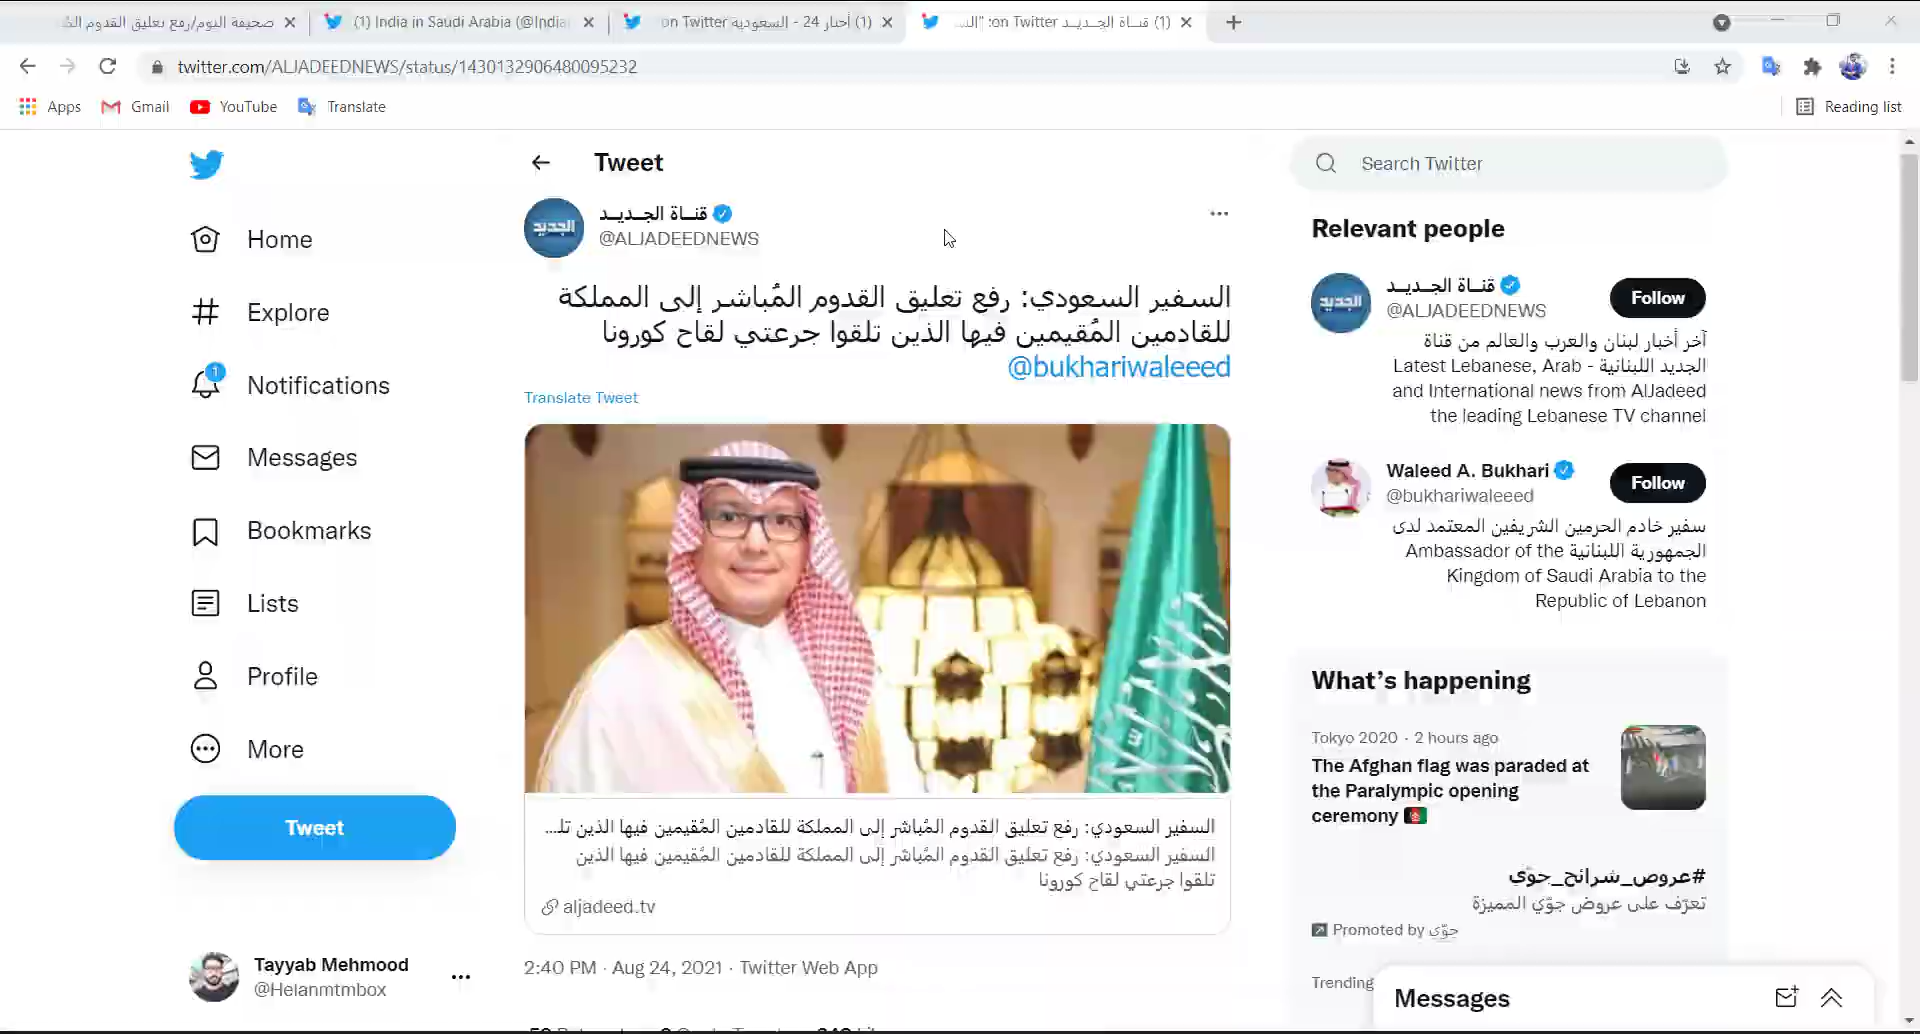 صحيفة اليوم/رفع تعليق القدوم
(1) India in Saudi Arabia (@India
(1) أخبار 24 - السعودية on Twitter
(1) قنـاة الجـديـد on Twitter: "الس...
twitter.com/ALJADEEDNEWS/status/1430132906480095232
Apps
Gmail
YouTube
Translate
Reading list
Home
Explore
1
Notifications
Messages
Bookmarks
Lists
Profile
More
Tweet
Tayyab Mehmood
@Helanmtmbox
Tweet
الجديد
قنـاة الجـديـد
@ALJADEEDNEWS
السفير السعودي: رفع تعليق القدوم المُباشر إلى المملكة
للقادمين المُقيمين فيها الذين تلقوا جرعتي لقاح كورونا
@bukhariwaleeed
Translate Tweet
السفير السعودي: رفع تعليق القدوم المُباشر إلى المملكة للقادمين المُقيمين فيها الذين تلـ...
السفير السعودي: رفع تعليق القدوم المُباشر إلى المملكة للقادمين المُقيمين فيها الذين
تلقوا جرعتي لقاح كورونا
aljadeed.tv
2:40 PM · Aug 24, 2021 · Twitter Web App
Search Twitter
Relevant people
الجديد
قنـاة الجـديـد
@ALJADEEDNEWS
Follow
آخر أخبار لبنان والعرب والعالم من قناة
الجديد اللبنانية - Latest Lebanese, Arab
and International news from AlJadeed
the leading Lebanese TV channel
Waleed A. Bukhari
@bukhariwaleeed
Follow
سفير خادم الحرمين الشريفين المعتمد لدى
الجمهورية اللبنانية Ambassador of the
Kingdom of Saudi Arabia to the
Republic of Lebanon
What's happening
Tokyo 2020 · 2 hours ago
The Afghan flag was paraded at
the Paralympic opening
ceremony
#عروض_شرائح_جوّي
تعرّف على عروض جوّي المميزة
Promoted by جوّي
Trending
Messages